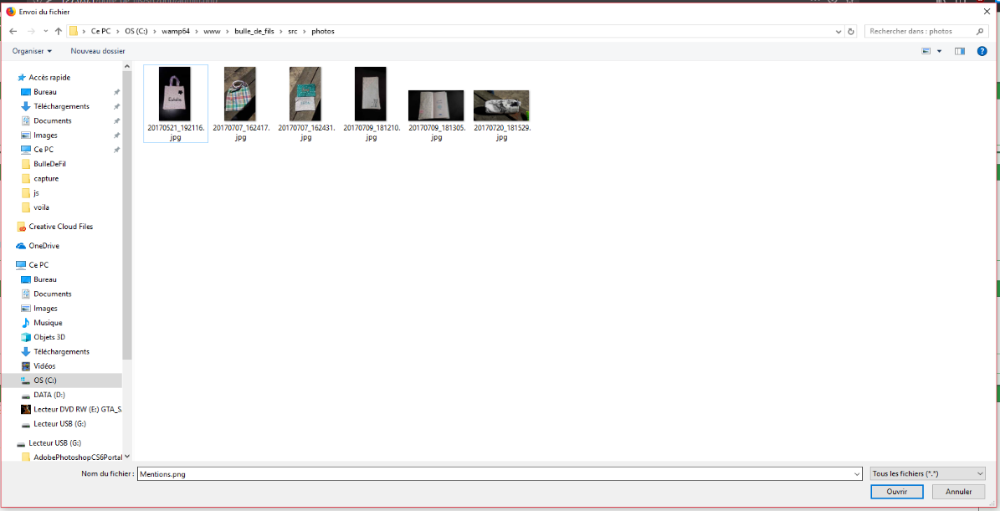 Envoi du fichier
Ce PC > OS (C:) > wamp64 > www > bulle_de_fils > src > photos
Rechercher dans : photos
Organiser
Nouveau dossier
Accès rapide
Bureau
Téléchargements
Documents
Images
Ce PC
BulleDeFil
capture
js
voila
Creative Cloud Files
OneDrive
Ce PC
Bureau
Documents
Images
Musique
Objets 3D
Téléchargements
Vidéos
OS (C:)
DATA (D:)
Lecteur DVD RW (E:) GTA_S
Lecteur USB (G:)
Lecteur USB (G:)
AdobePhotoshopCS6Portal
Eulalie
20170521_192116.
jpg
20170707_162417.
jpg
20170707_162431.
jpg
20170709_181210.
jpg
20170709_181305.
jpg
20170720_181529.
jpg
Nom du fichier :
Mentions.png
Tous les fichiers (*.*)
Ouvrir
Annuler